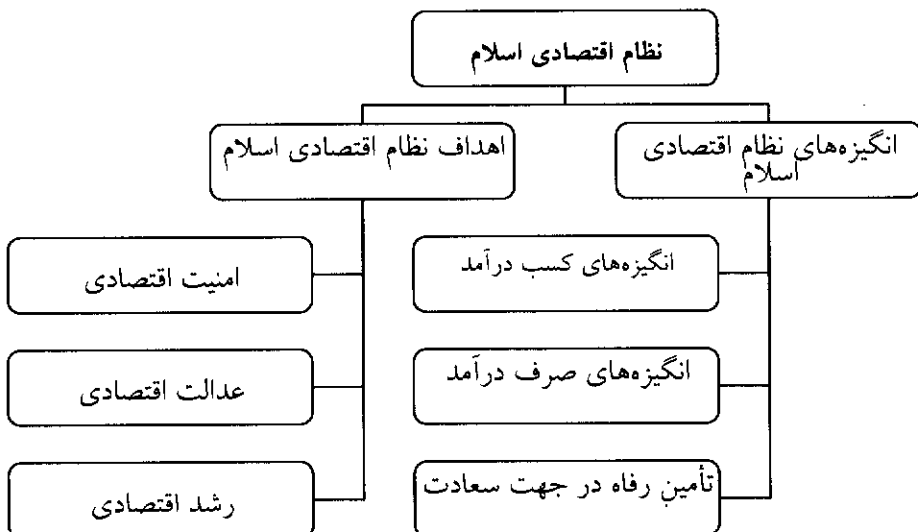 نظام اقتصادی اسلام
انگیزه‌های نظام اقتصادی
اسلام
اهداف نظام اقتصادی اسلام
انگیزه‌های کسب درآمد
امنیت اقتصادی
انگیزه‌های صرف درآمد
عدالت اقتصادی
تأمین رفاه در جهت سعادت
رشد اقتصادی